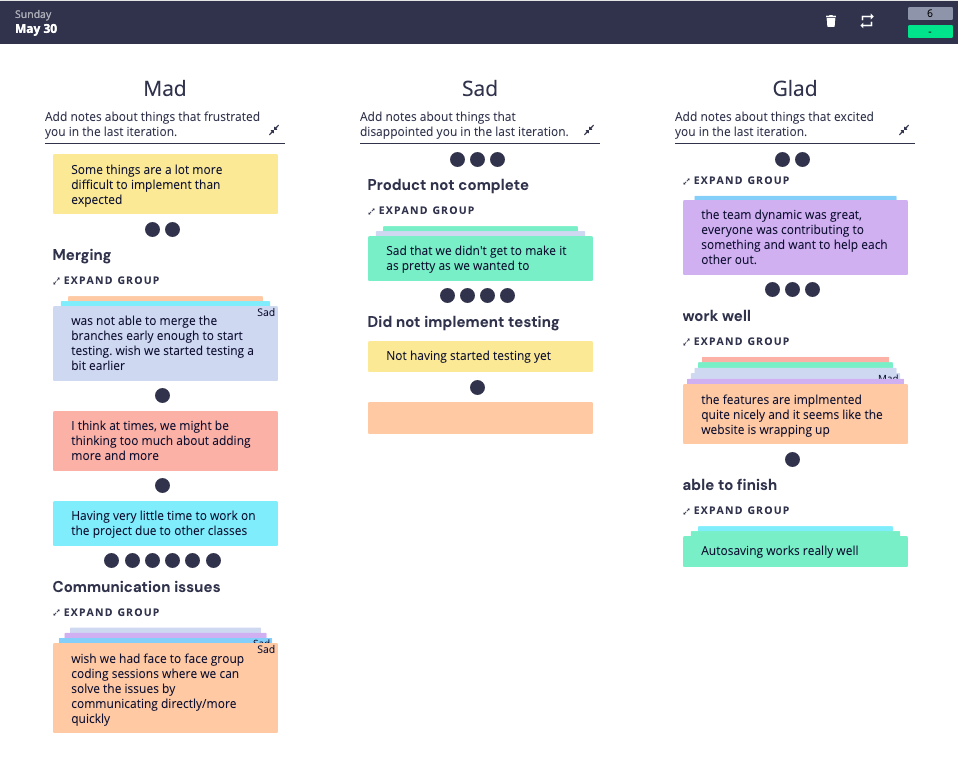 Sunday
May 30
6
-
Mad
Add notes about things that frustrated
you in the last iteration.
Some things are a lot more
difficult to implement than
expected
Merging
EXPAND GROUP
Sad
was not able to merge the
branches early enough to start
testing. wish we started testing a
bit earlier
I think at times, we might be
thinking too much about adding
more and more
Having very little time to work on
the project due to other classes
Communication issues
EXPAND GROUP
Sad
Sad
wish we had face to face group
coding sessions where we can
solve the issues by
communicating directly/more
quickly
Sad
Add notes about things that
disappointed you in the last iteration.
Product not complete
EXPAND GROUP
Sad that we didn't get to make it
as pretty as we wanted to
Did not implement testing
Not having started testing yet
Glad
Add notes about things that excited
you in the last iteration.
EXPAND GROUP
the team dynamic was great,
everyone was contributing to
something and want to help each
other out.
work well
EXPAND GROUP
Mad
the features are implmented
quite nicely and it seems like the
website is wrapping up
able to finish
EXPAND GROUP
Autosaving works really well